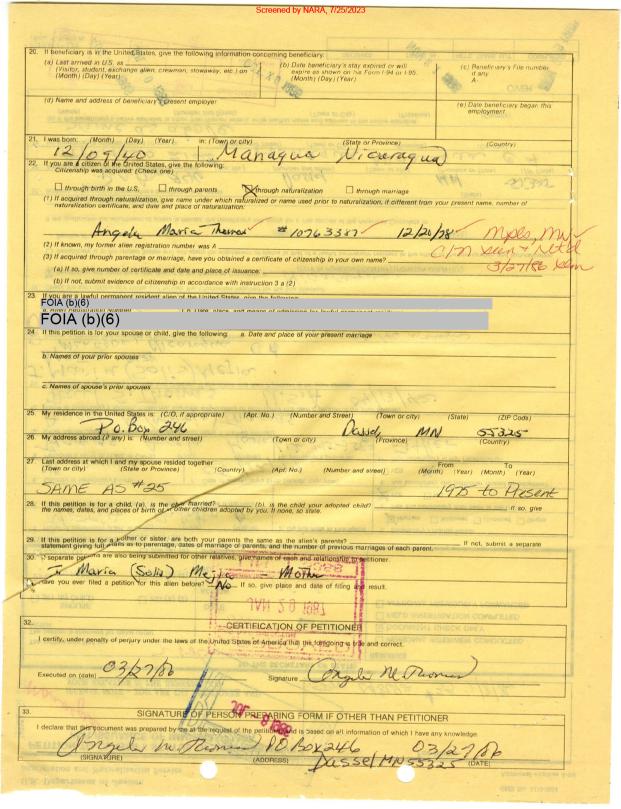 Screened by NARA, 7/25/2023
20. If beneficiary is in the United States, give the following information concerning beneficiary:
(a) Last arrived in U.S. as
(Visitor, student, exchange alien, crewman, stowaway, etc.) on
(Month) (Day) (Year)
(b) Date beneficiary's stay expired or will
expire as shown on his Form I-94 or I-95.
(Month) (Day) (Year)
(c) Beneficiary's File number,
if any
A-
(d) Name and address of beneficiary's present employer
(e) Date beneficiary began this
employment.
21. I was born: (Month) (Day) (Year) in: (Town or city) (State or Province) (Country)
12/09/40 Managua Nicaragua
22. If you are a citizen of the United States, give the following:
Citizenship was acquired: (Check one)
through birth in the U.S. through parents through naturalization through marriage
(1) If acquired through naturalization, give name under which naturalized or name used prior to naturalization, if different from your present name, number of
naturalization certificate, and date and place of naturalization:
Angela Maria Thomes #10763387 12/20/78 Mpls, MN
(2) If known, my former alien registration number was A
C/N seen + Ret'd
(3) If acquired through parentage or marriage, have you obtained a certificate of citizenship in your own name?
3/27/86
(a) If so, give number of certificate and date and place of issuance:
(b) If not, submit evidence of citizenship in accordance with instruction 3 a (2)
23. If you are a lawful permanent resident alien of the United States, give the following:
FOIA (b)(6)
FOIA (b)(6)
24. If this petition is for your spouse or child, give the following: a. Date and place of your present marriage
b. Names of your prior spouses
c. Names of spouse's prior spouses
25. My residence in the United States is: (C/O, if appropriate) (Apt. No.) (Number and Street) (Town or city) (State) (ZIP Code)
P.O. Box 246 Dassel MN 55325
26. My address abroad (if any) is: (Number and street) (Town or city) (Province) (Country)
27. Last address at which I and my spouse resided together From To
(Town or city) (State or Province) (Country) (Apt. No.) (Number and street) (Month) (Year) (Month) (Year)
SAME AS #25 1975 to Present
28. If this petition is for a child, (a). is the child married? (b). is the child your adopted child? If so, give
the names, dates, and places of birth of all other children adopted by you. If none, so state.
29. If this petition is for a brother or sister, are both your parents the same as the alien's parents? If not, submit a separate
statement giving full details as to parentage, dates of marriage of parents, and the number of previous marriages of each parent.
30. If separate petitions are also being submitted for other relatives, give names of each and relationship to petitioner.
Maria (Solis) Mejia - Mother
31. Have you ever filed a petition for this alien before? No If so, give place and date of filing and result.
32. CERTIFICATION OF PETITIONER
I certify, under penalty of perjury under the laws of the United States of America that the foregoing is true and correct.
Executed on (date) 03/27/86 Signature Angela M. Thomes
33. SIGNATURE OF PERSON PREPARING FORM IF OTHER THAN PETITIONER
I declare that this document was prepared by me at the request of the petitioner and is based on all information of which I have any knowledge
Angela M. Thomes PO Box 246 03/27/86
Dassel MN 55325
(SIGNATURE) (ADDRESS) (DATE)